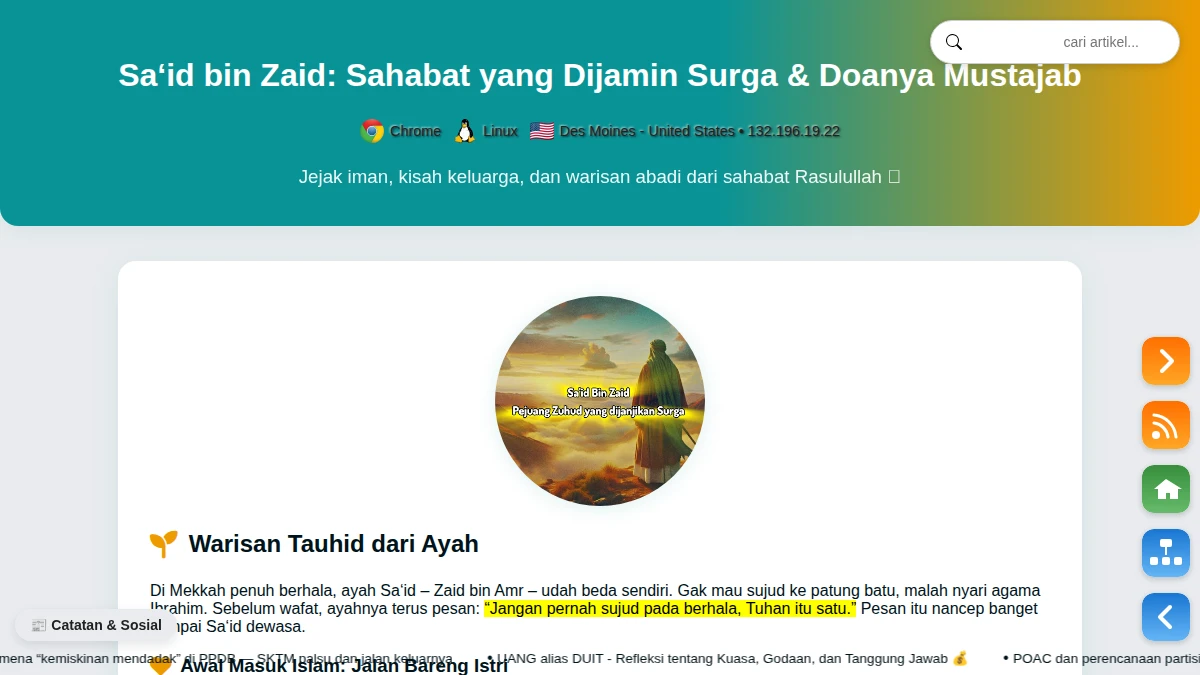 cari artikel...
Sa‘id bin Zaid: Sahabat yang Dijamin Surga & Doanya Mustajab
Chrome Linux Des Moines - United States • 132.196.19.22
Jejak iman, kisah keluarga, dan warisan abadi dari sahabat Rasulullah
Sa'id Bin Zaid
Pejuang Zuhud yang dijanjikan Surga
Warisan Tauhid dari Ayah
Di Mekkah penuh berhala, ayah Sa‘id – Zaid bin Amr – udah beda sendiri. Gak mau sujud ke patung batu, malah nyari agama
Ibrahim. Sebelum wafat, ayahnya terus pesan: “Jangan pernah sujud pada berhala, Tuhan itu satu.” Pesan itu nancep banget
Sa‘id dewasa.
📰 Catatan & Sosial
Awal Masuk Islam: Jalan Bareng Istri
“kemiskinan mendadak” di PPDB — SKTM palsu dan jalan keluarnya • UANG alias DUIT - Refleksi tentang Kuasa, Godaan, dan Tanggung Jawab 💰 • POAC dan perencanaan